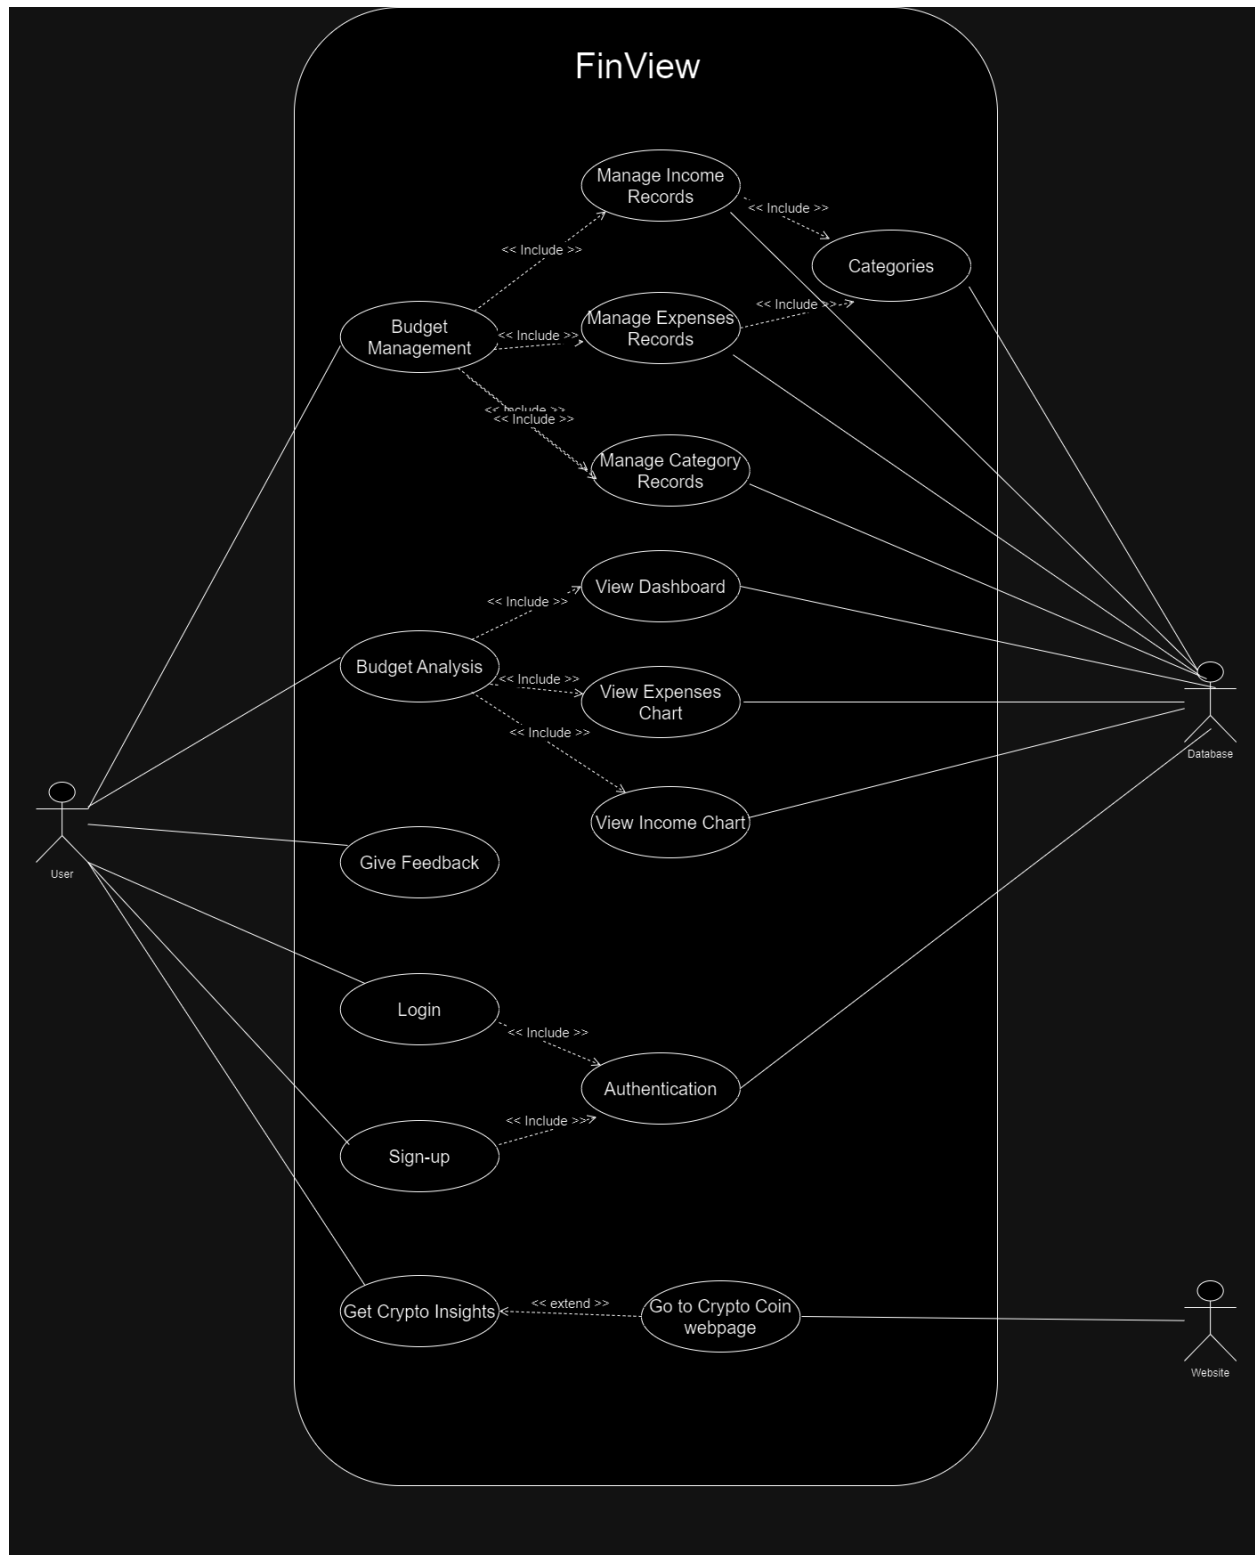 FinView
Manage Income
Records
<< Include >>
<< Include >>
Categories
<< Include >>
Budget
Management
<< Include >>
Manage Expenses
Records
<< Include >>
<< Include >>
Manage Category
Records
View Dashboard
<< Include >>
Budget Analysis
<< Include >>
View Expenses
Chart
<< Include >>
Database
View Income Chart
Give Feedback
User
Login
<< Include >>
Authentication
<< Include >>
Sign-up
Get Crypto Insights
<< extend >>
Go to Crypto Coin
webpage
Website